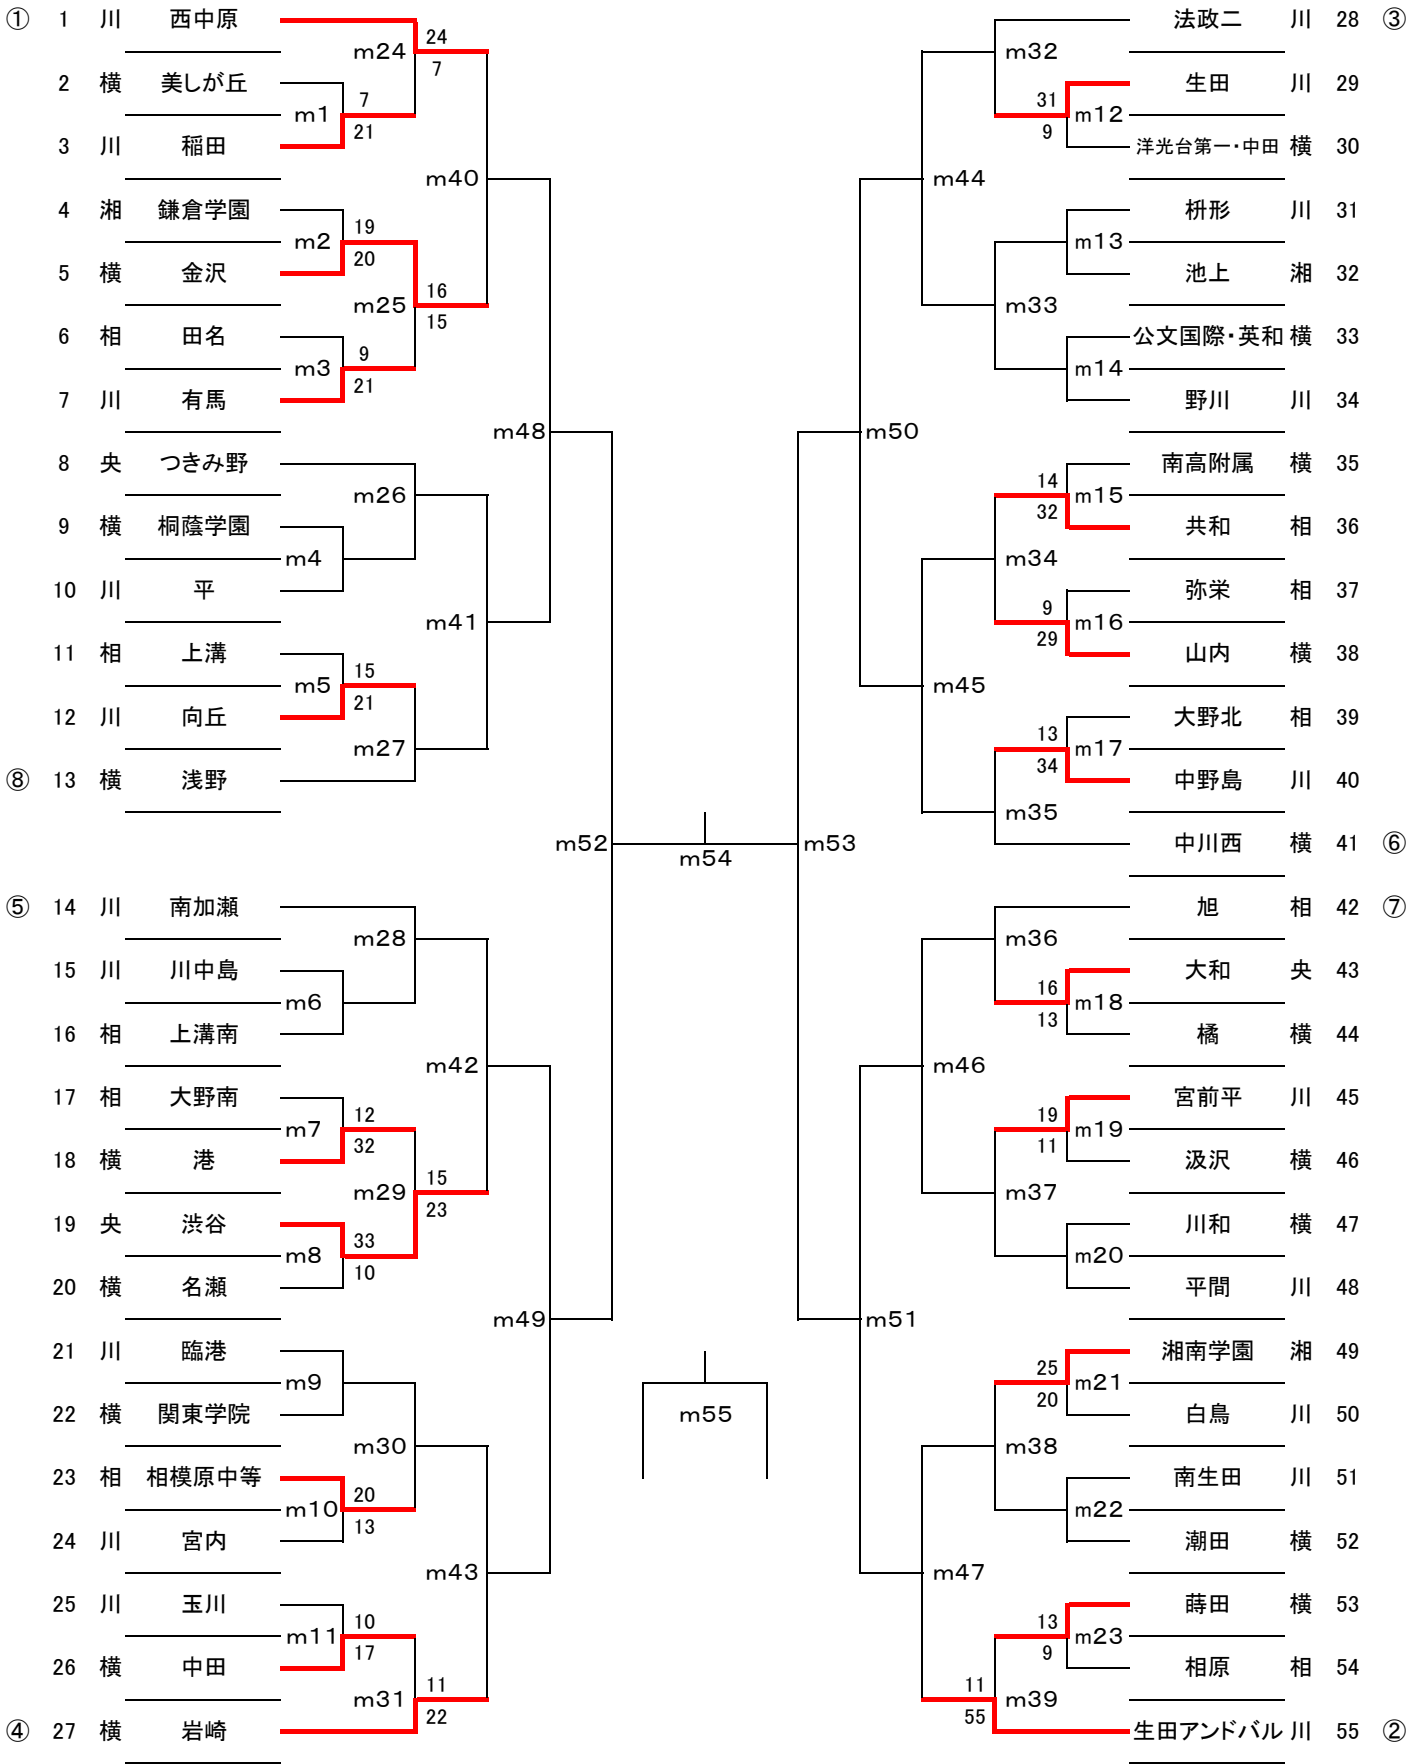 ① 1 川 西中原
m24 24
7
2 横 美しが丘
m1 7
21
3 川 稲田
m40
4 湘 鎌倉学園
m2 19
20
5 横 金沢
m25 16
15
6 相 田名
m3 9
21
7 川 有馬
m48
8 央 つきみ野
m26
9 横 桐蔭学園
m4
10 川 平
m41
11 相 上溝
m5 15
21
12 川 向丘
m27
⑧ 13 横 浅野
m52
m54
m53
⑤ 14 川 南加瀬
m28
15 川 川中島
m6
16 相 上溝南
m42
17 相 大野南
m7 12
32
18 横 港
m29 15
23
19 央 渋谷
m8 33
10
20 横 名瀬
m49
21 川 臨港
m9
22 横 関東学院
m30
23 相 相模原中等
m10 20
13
24 川 宮内
m43
25 川 玉川
m11 10
17
26 横 中田
m31 11
22
④ 27 横 岩崎
m55
法政二 川 28 ③
m32
生田 川 29
31 m12
9
洋光台第一・中田 横 30
m44
枡形 川 31
m13
池上 湘 32
m33
公文国際・英和 横 33
m14
野川 川 34
m50
南高附属 横 35
14 m15
32
共和 相 36
m34
弥栄 相 37
9 m16
29
山内 横 38
m45
大野北 相 39
13 m17
34
中野島 川 40
m35
中川西 横 41 ⑥
旭 相 42 ⑦
m36
大和 央 43
16 m18
13
橘 横 44
m46
宮前平 川 45
19 m19
11
汲沢 横 46
m37
川和 横 47
m20
平間 川 48
m51
湘南学園 湘 49
25 m21
20
白鳥 川 50
m38
南生田 川 51
m22
潮田 横 52
m47
蒔田 横 53
13 m23
9
相原 相 54
11 m39
55
生田アンドバル 川 55 ②